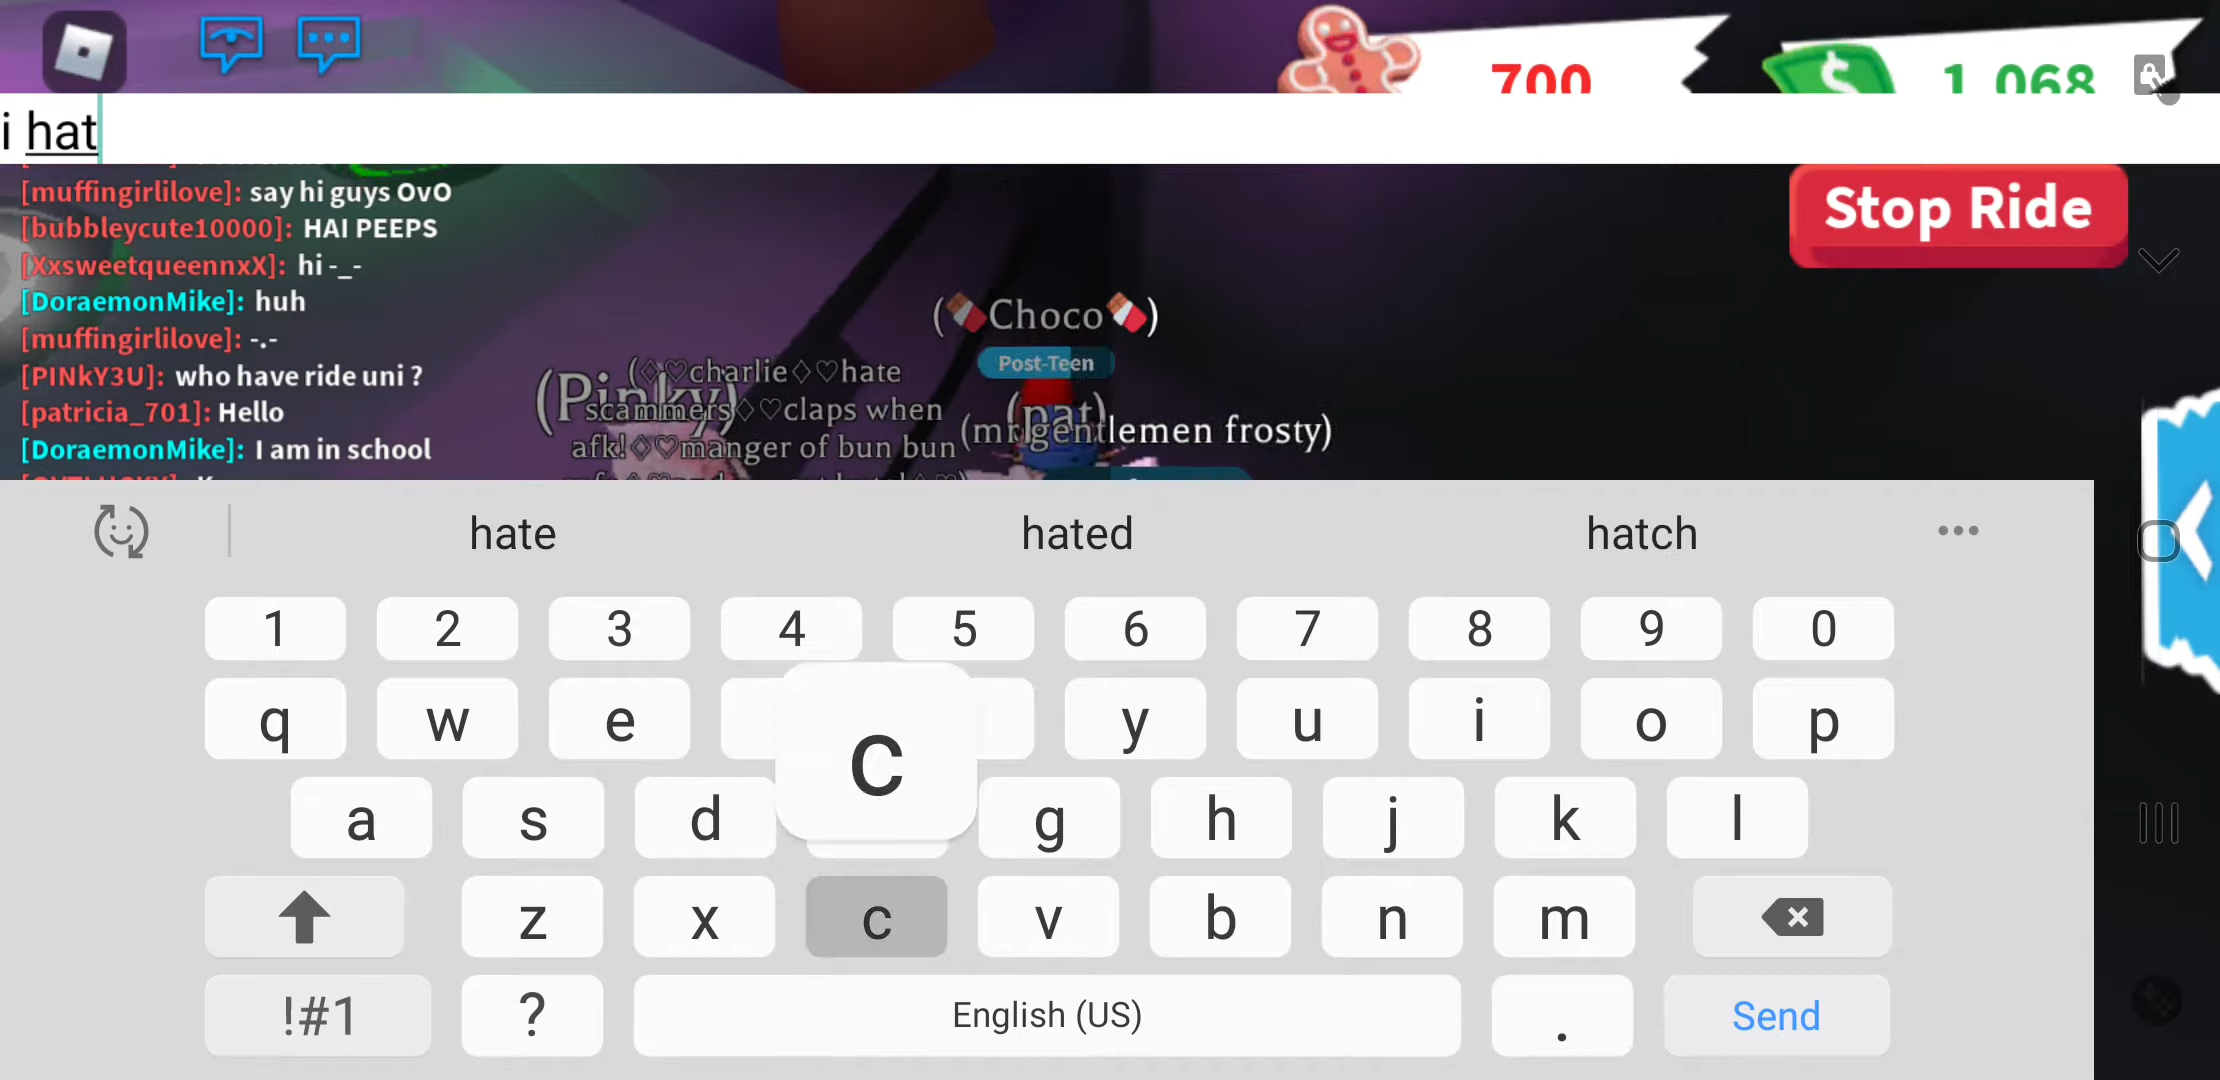 700
1,068
i hat
[muffingirlilove]: say hi guys OvO
[bubbleycute10000]: HAI PEEPS
[XxsweetqueennxX]: hi -_-
[DoraemonMike]: huh
[muffingirlilove]: -.-
[PINkY3U]: who have ride uni ?
[patricia_701]: Hello
[DoraemonMike]: I am in school
Stop Ride
(🍫Choco🍫)
Post-Teen
(Pinky)
(♢♡charlie♢♡hate
scammers♢♡claps when
afk!♢♡manger of bun bun
(pat)
(mr gentlemen frosty)
hate hated hatch
1 2 3 4 5 6 7 8 9 0
q w e y u i o p
c
a s d g h j k l
z x c v b n m
!#1 ? English (US) . Send